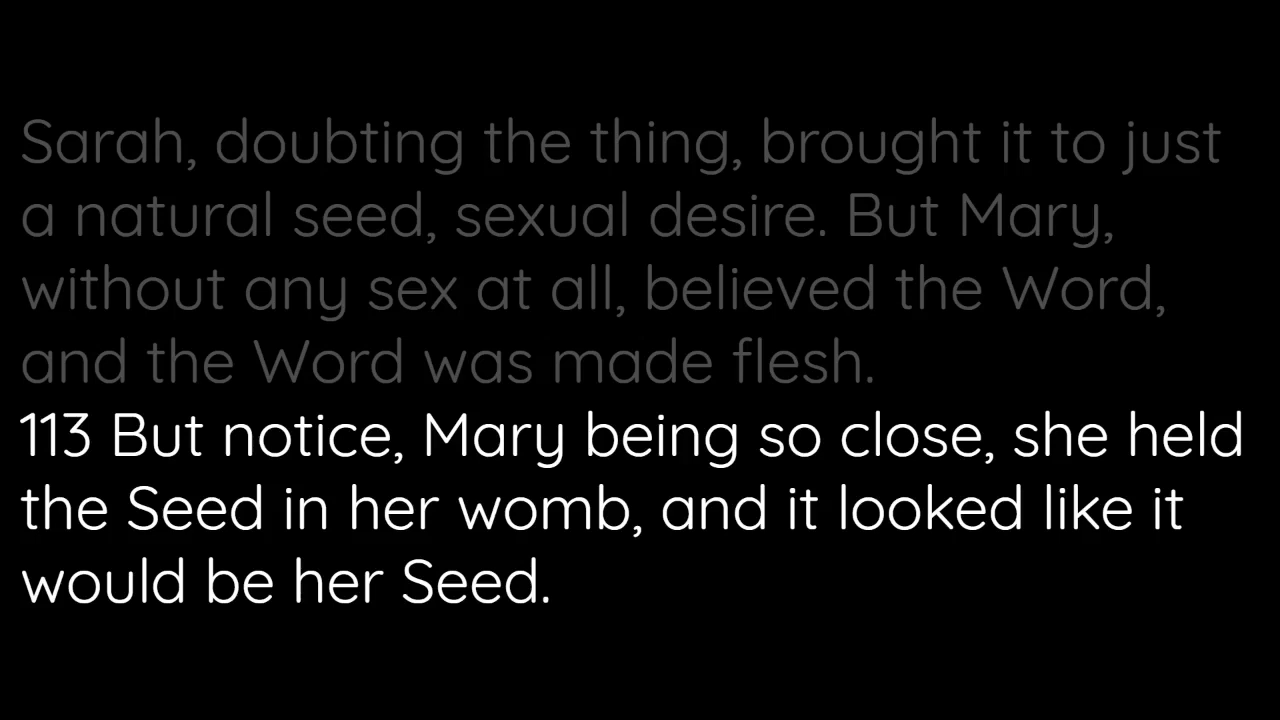 Sarah, doubting the thing, brought it to just
a natural seed, sexual desire. But Mary,
without any sex at all, believed the Word,
and the Word was made flesh.
113 But notice, Mary being so close, she held
the Seed in her womb, and it looked like it
would be her Seed.